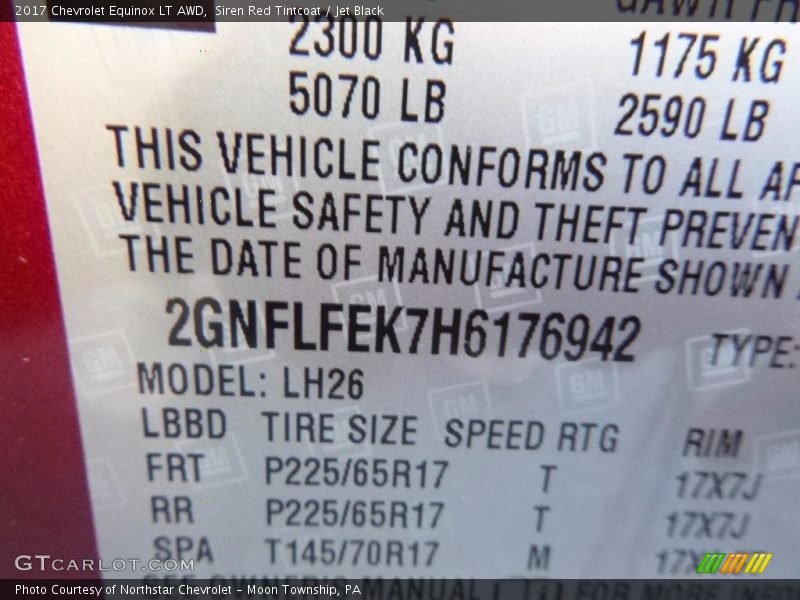 2017 Chevrolet Equinox LT AWD, Siren Red Tintcoat / Jet Black
2300 KG 1175 KG
5070 LB 2590 LB
THIS VEHICLE CONFORMS TO ALL
VEHICLE SAFETY AND THEFT PREVEN
THE DATE OF MANUFACTURE SHOWN
2GNFLFEK7H6176942 TYPE:
MODEL: LH26
LBBD TIRE SIZE SPEED RTG RIM
FRT P225/65R17 T 17X7J
RR P225/65R17 T 17X7J
SPA T145/70R17 M
GTCARLOT.COM
Photo Courtesy of Northstar Chevrolet - Moon Township, PA